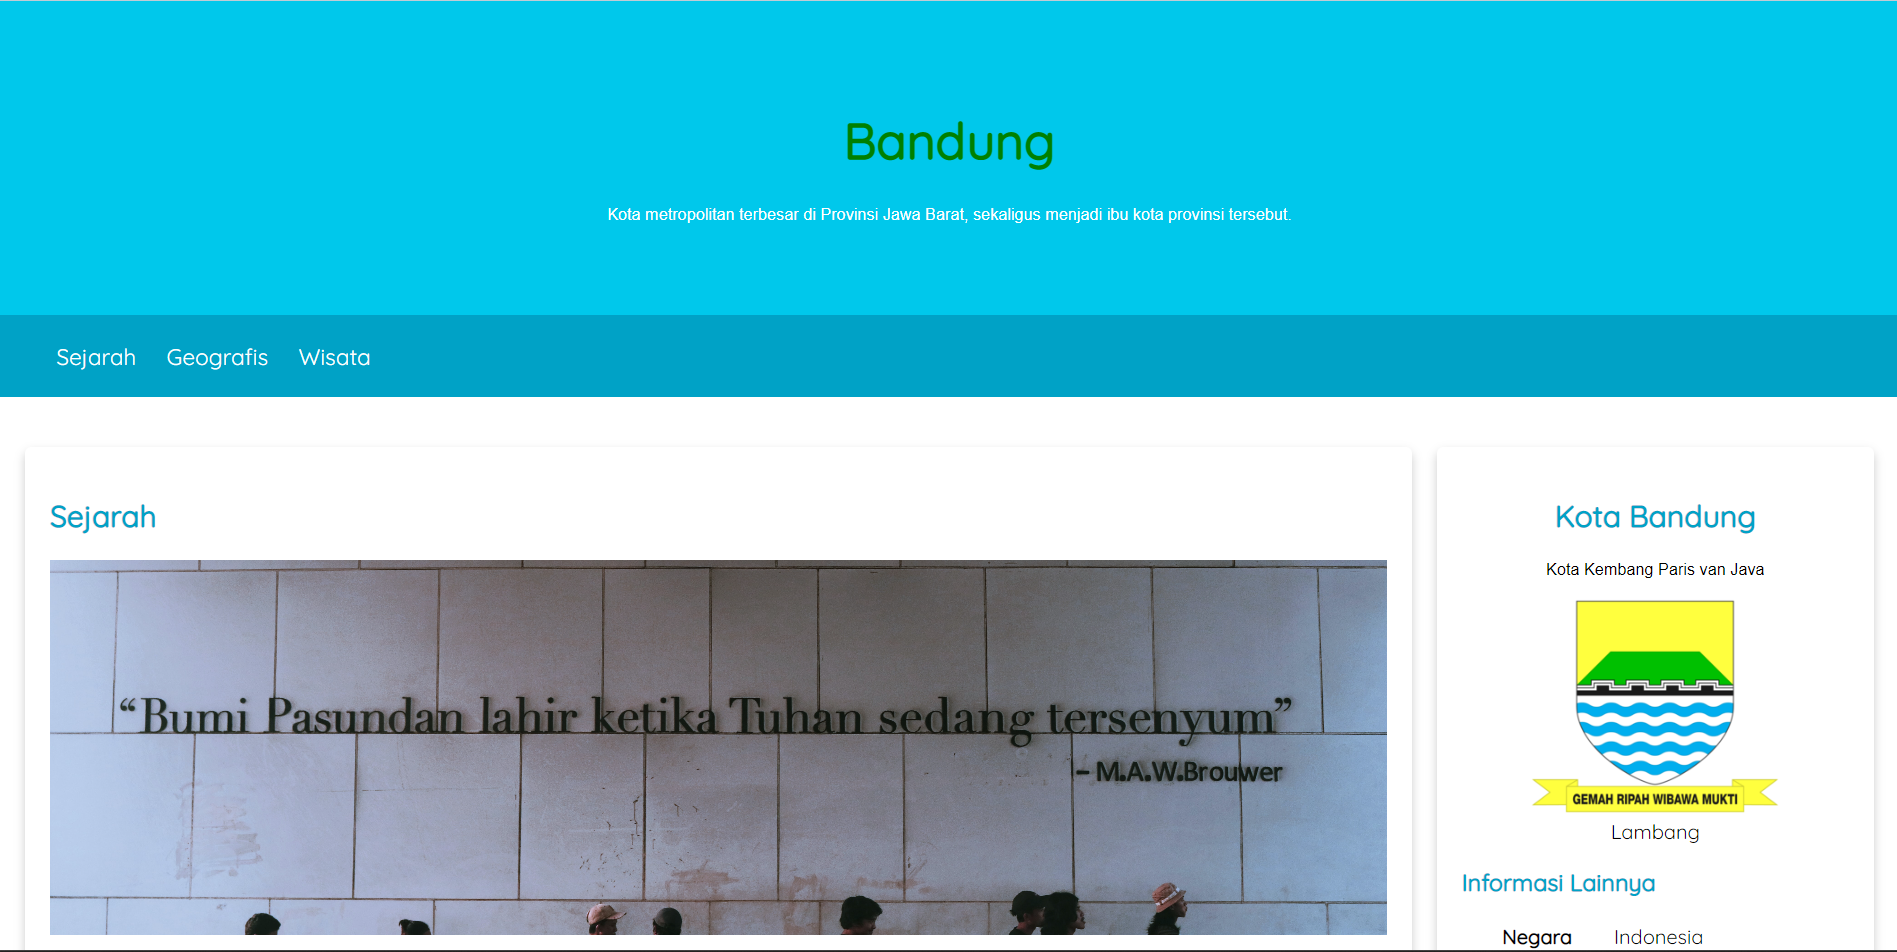 Bandung
Kota metropolitan terbesar di Provinsi Jawa Barat, sekaligus menjadi ibu kota provinsi tersebut.
Sejarah Geografis Wisata
Sejarah
“Bumi Pasundan lahir ketika Tuhan sedang tersenyum”
– M.A.W.Brouwer
Kota Bandung
Kota Kembang Paris van Java
GEMAH RIPAH WIBAWA MUKTI
Lambang
Informasi Lainnya
Negara Indonesia